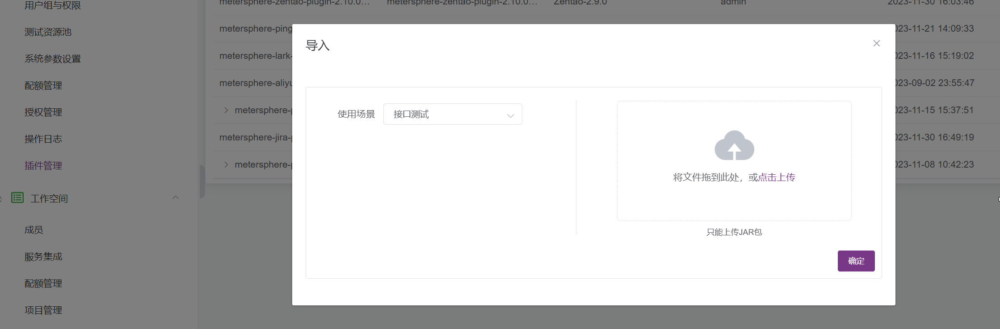 用户组与权限
测试资源池
系统参数设置
配额管理
授权管理
操作日志
插件管理
工作空间
成员
服务集成
配额管理
项目管理
metersphere-zentao-plugin-2.10.0... metersphere-zentao-plugin-2.10.0... Zentao-2.9.0 admin 2023-11-30 16:03:46
metersphere-ping 023-11-21 14:09:33
metersphere-lark- 023-11-16 15:19:02
metersphere-aliyu 023-09-02 23:55:47
metersphere-p 023-11-15 15:37:51
metersphere-jira-p 023-11-30 16:49:19
metersphere-p 023-11-08 10:42:23
导入
使用场景 接口测试
将文件拖到此处，或点击上传
只能上传JAR包
确定